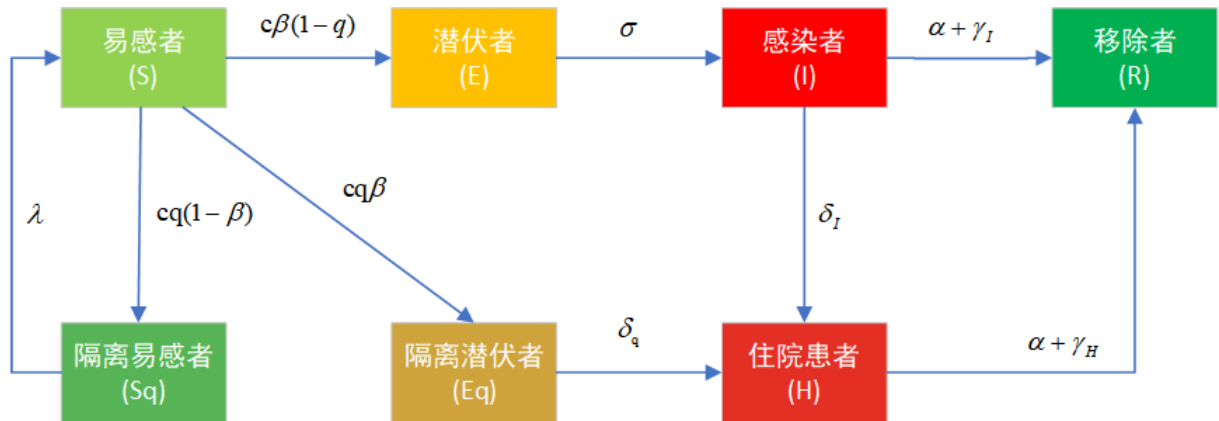 易感者
(S)
cβ(1−q)
潜伏者
(E)
σ
感染者
(I)
α + γ_I
移除者
(R)
λ
cq(1−β)
cqβ
δ_I
隔离易感者
(Sq)
隔离潜伏者
(Eq)
δ_q
住院患者
(H)
α + γ_H